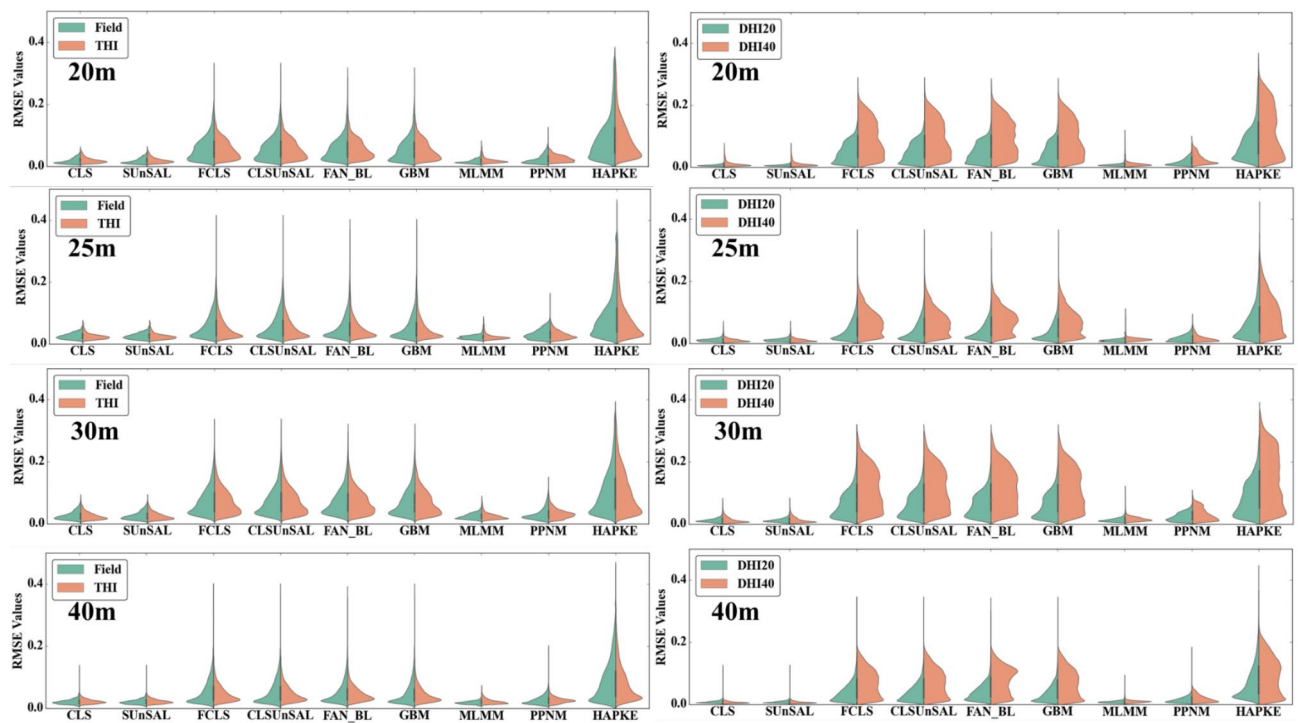 RMSE Values
0.4
0.2
0.0
Field
THI
20m
CLS SUnSAL FCLS CLSUnSAL FAN_BL GBM MLMM PPNM HAPKE
RMSE Values
0.4
0.2
0.0
DHI20
DHI40
20m
CLS SUnSAL FCLS CLSUnSAL FAN_BL GBM MLMM PPNM HAPKE
RMSE Values
0.4
0.2
0.0
Field
THI
25m
CLS SUnSAL FCLS CLSUnSAL FAN_BL GBM MLMM PPNM HAPKE
RMSE Values
0.4
0.2
0.0
DHI20
DHI40
25m
CLS SUnSAL FCLS CLSUnSAL FAN_BL GBM MLMM PPNM HAPKE
RMSE Values
0.4
0.2
0.0
Field
THI
30m
CLS SUnSAL FCLS CLSUnSAL FAN_BL GBM MLMM PPNM HAPKE
RMSE Values
0.4
0.2
0.0
DHI20
DHI40
30m
CLS SUnSAL FCLS CLSUnSAL FAN_BL GBM MLMM PPNM HAPKE
RMSE Values
0.4
0.2
0.0
Field
THI
40m
CLS SUnSAL FCLS CLSUnSAL FAN_BL GBM MLMM PPNM HAPKE
RMSE Values
0.4
0.2
0.0
DHI20
DHI40
40m
CLS SUnSAL FCLS CLSUnSAL FAN_BL GBM MLMM PPNM HAPKE